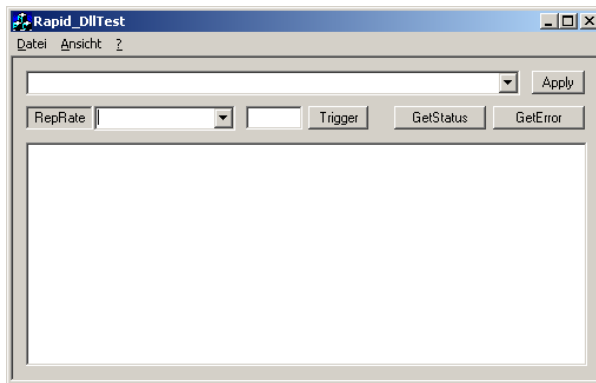 Rapid_DllTest
Datei Ansicht ?
Apply
RepRate Trigger GetStatus GetError